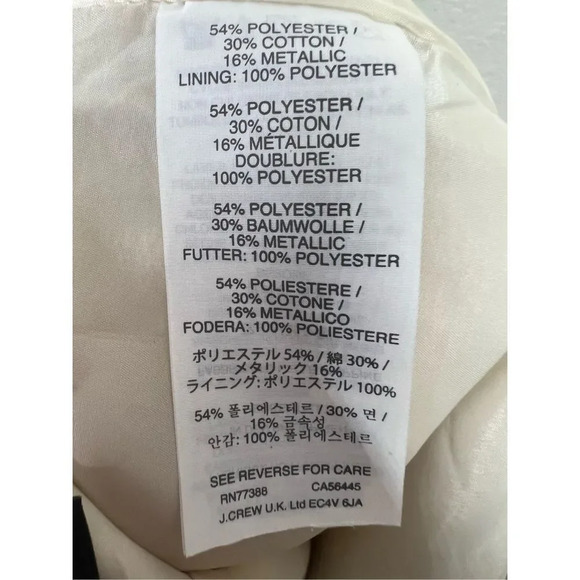 54% POLYESTER /
30% COTTON /
16% METALLIC
LINING: 100% POLYESTER
54% POLYESTER /
30% COTON /
16% MÉTALLIQUE
DOUBLURE:
100% POLYESTER
54% POLYESTER /
30% BAUMWOLLE /
16% METALLIC
FUTTER: 100% POLYESTER
54% POLIESTERE /
30% COTONE /
16% METALLICO
FODERA: 100% POLIESTERE
ポリエステル 54% / 綿 30% /
メタリック 16%
ライニング: ポリエステル 100%
54% 폴리에스테르 / 30% 면 /
16% 금속성
안감: 100% 폴리에스테르
SEE REVERSE FOR CARE
RN77388 CA56445
J.CREW U.K. Ltd EC4V 6JA